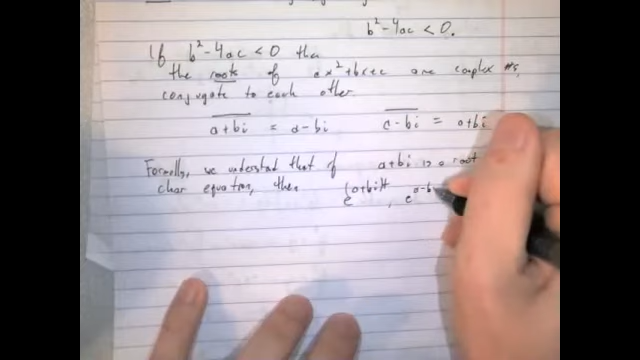 b² - 4ac < 0.
If b² - 4ac < 0 then
the roots of ax² + bx + c are complex #s,
conjugate to each other
a + bi = a - bi   a - bi = a + bi
Formally, we understand that if a + bi is a root
char equation, then e^(a+bi)t , e^(a-b